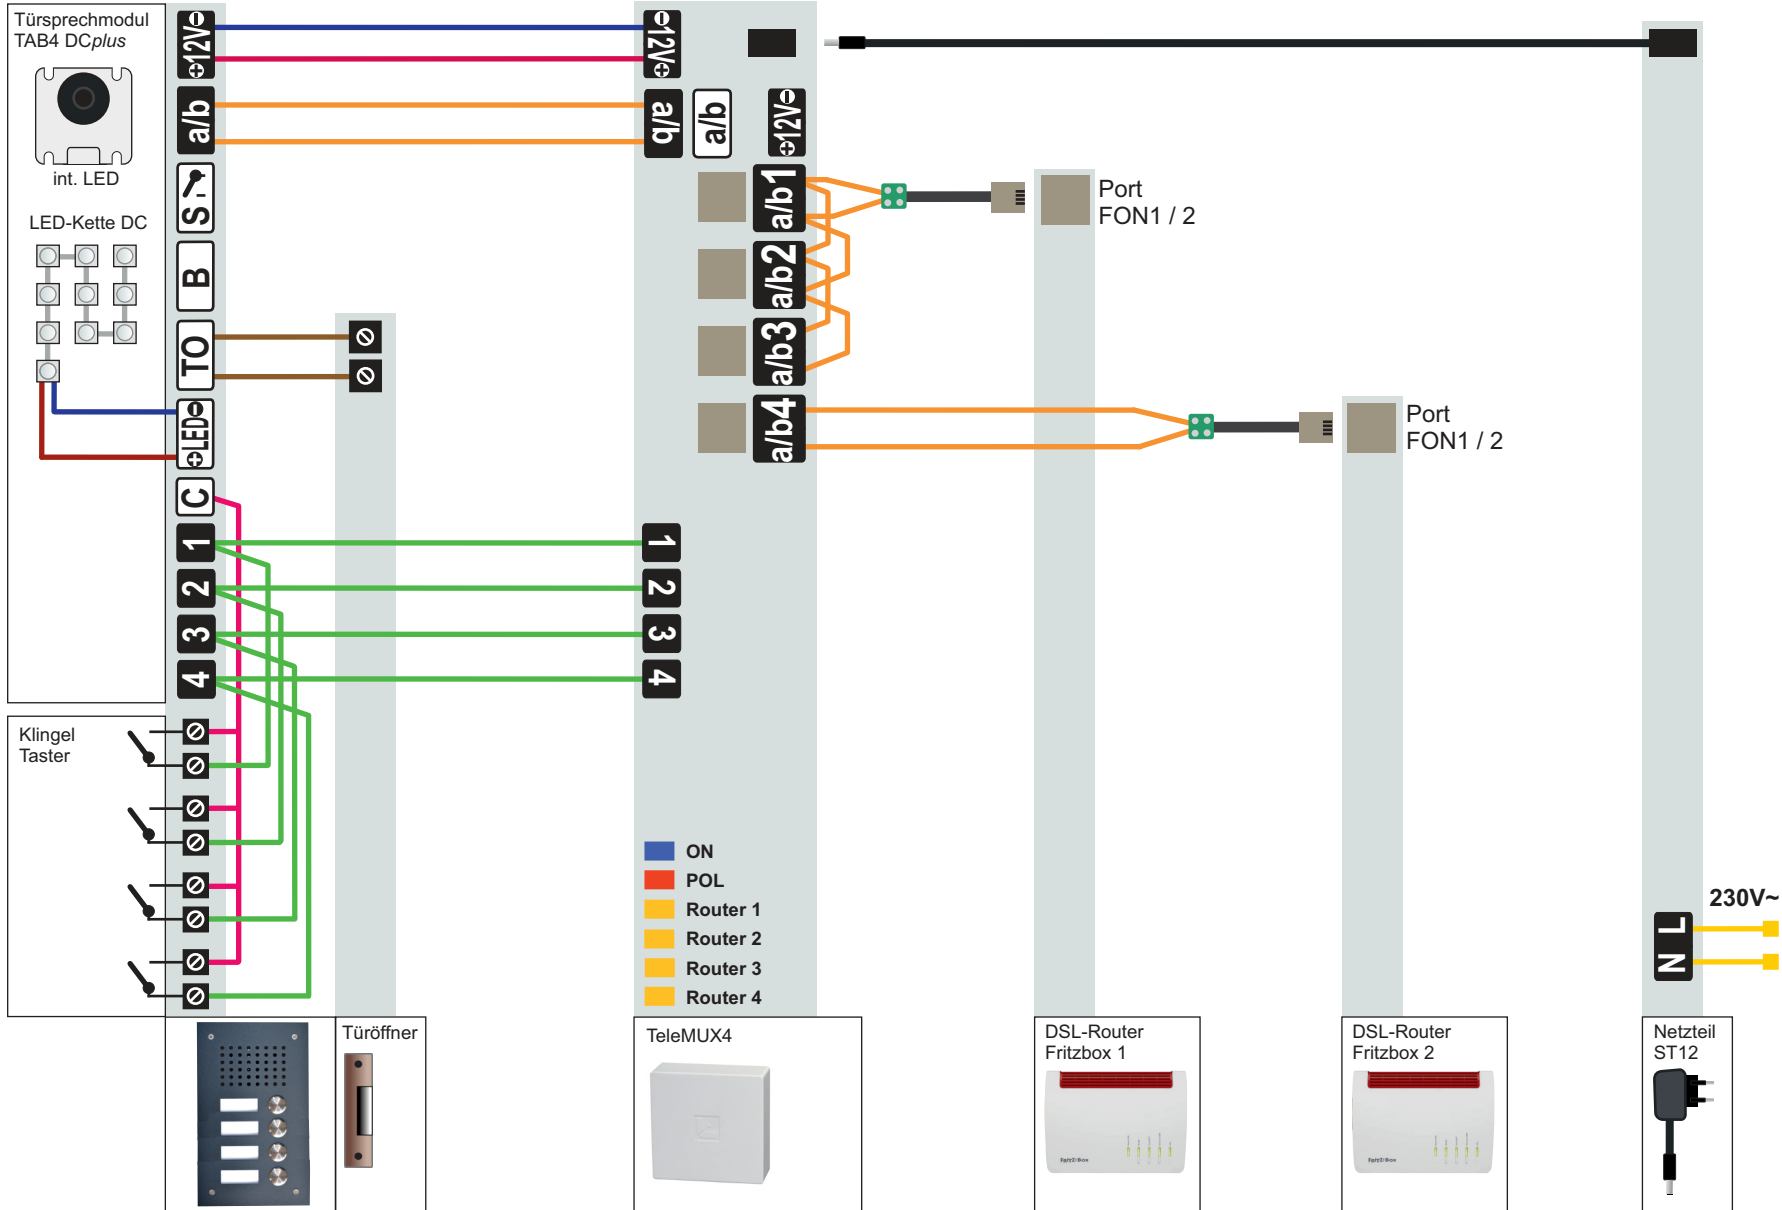 Türsprechmodul
TAB4 DCplus
int. LED
LED-Kette DC
+12V-
a/b
S
B
TO
+LED-
C
1
2
3
4
Klingel
Taster
Türöffner
-12V+
a/b
a/b
+12V-
a/b1
a/b2
a/b3
a/b4
1
2
3
4
ON
POL
Router 1
Router 2
Router 3
Router 4
TeleMUX4
Port
FON1 / 2
DSL-Router
Fritzbox 1
Port
FON1 / 2
DSL-Router
Fritzbox 2
230V~
N L
Netzteil
ST12